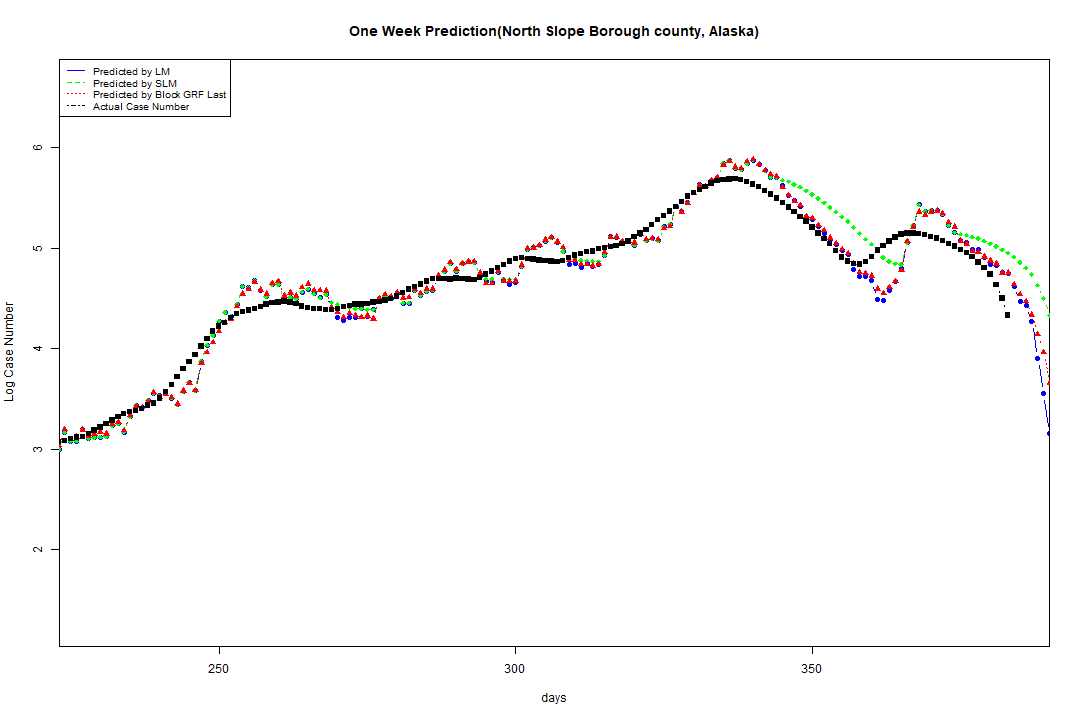 One Week Prediction(North Slope Borough county, Alaska)
Predicted by LM
Predicted by SLM
Predicted by Block GRF Last
Actual Case Number
6
5
4
3
2
Log Case Number
250 300 350
days